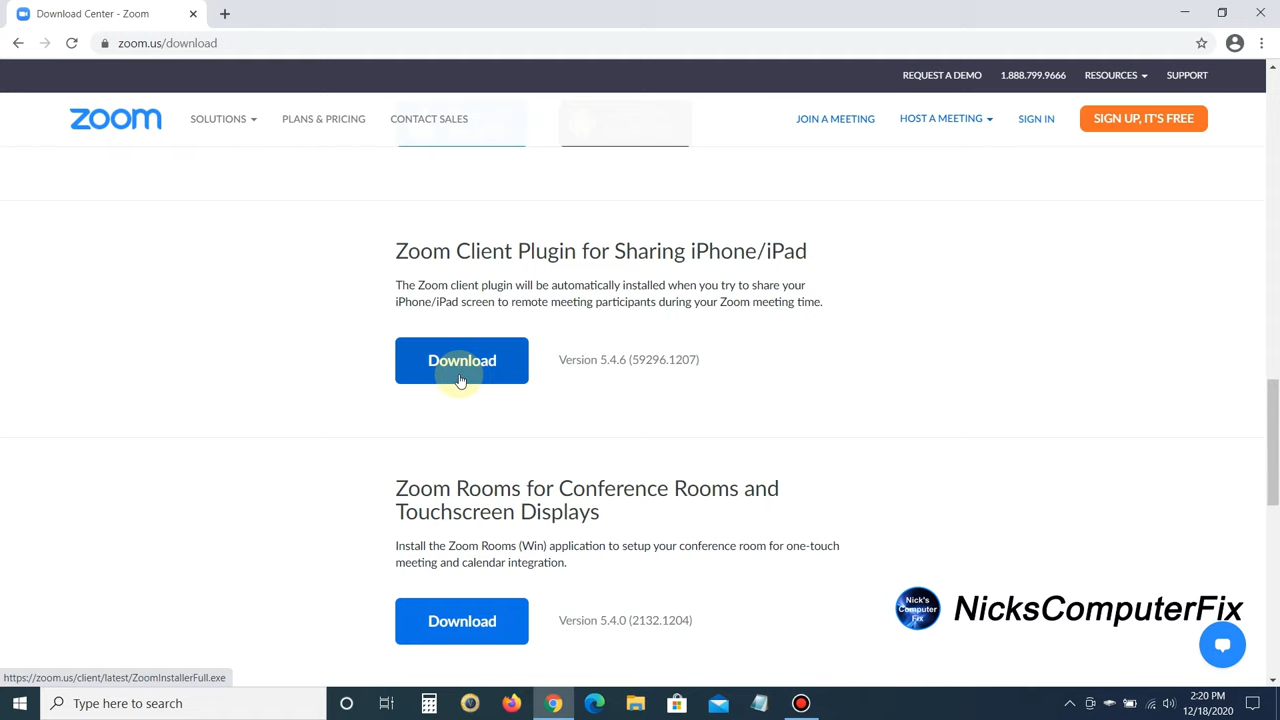 Download Center - Zoom
zoom.us/download
REQUEST A DEMO 1.888.799.9666 RESOURCES SUPPORT
zoom SOLUTIONS PLANS & PRICING CONTACT SALES JOIN A MEETING HOST A MEETING SIGN IN SIGN UP, IT'S FREE
Zoom Client Plugin for Sharing iPhone/iPad
The Zoom client plugin will be automatically installed when you try to share your
iPhone/iPad screen to remote meeting participants during your Zoom meeting time.
Download Version 5.4.6 (59296.1207)
Zoom Rooms for Conference Rooms and
Touchscreen Displays
Install the Zoom Rooms (Win) application to setup your conference room for one-touch
meeting and calendar integration.
Nick's
Computer
Fix
NicksComputerFix
Download Version 5.4.0 (2132.1204)
https://zoom.us/client/latest/ZoomInstallerFull.exe
Type here to search
2:20 PM
12/18/2020